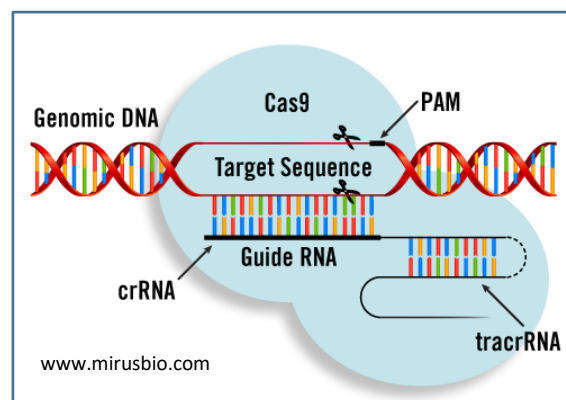 Cas9
PAM
Genomic DNA
Target Sequence
Guide RNA
crRNA
tracrRNA
www.mirusbio.com